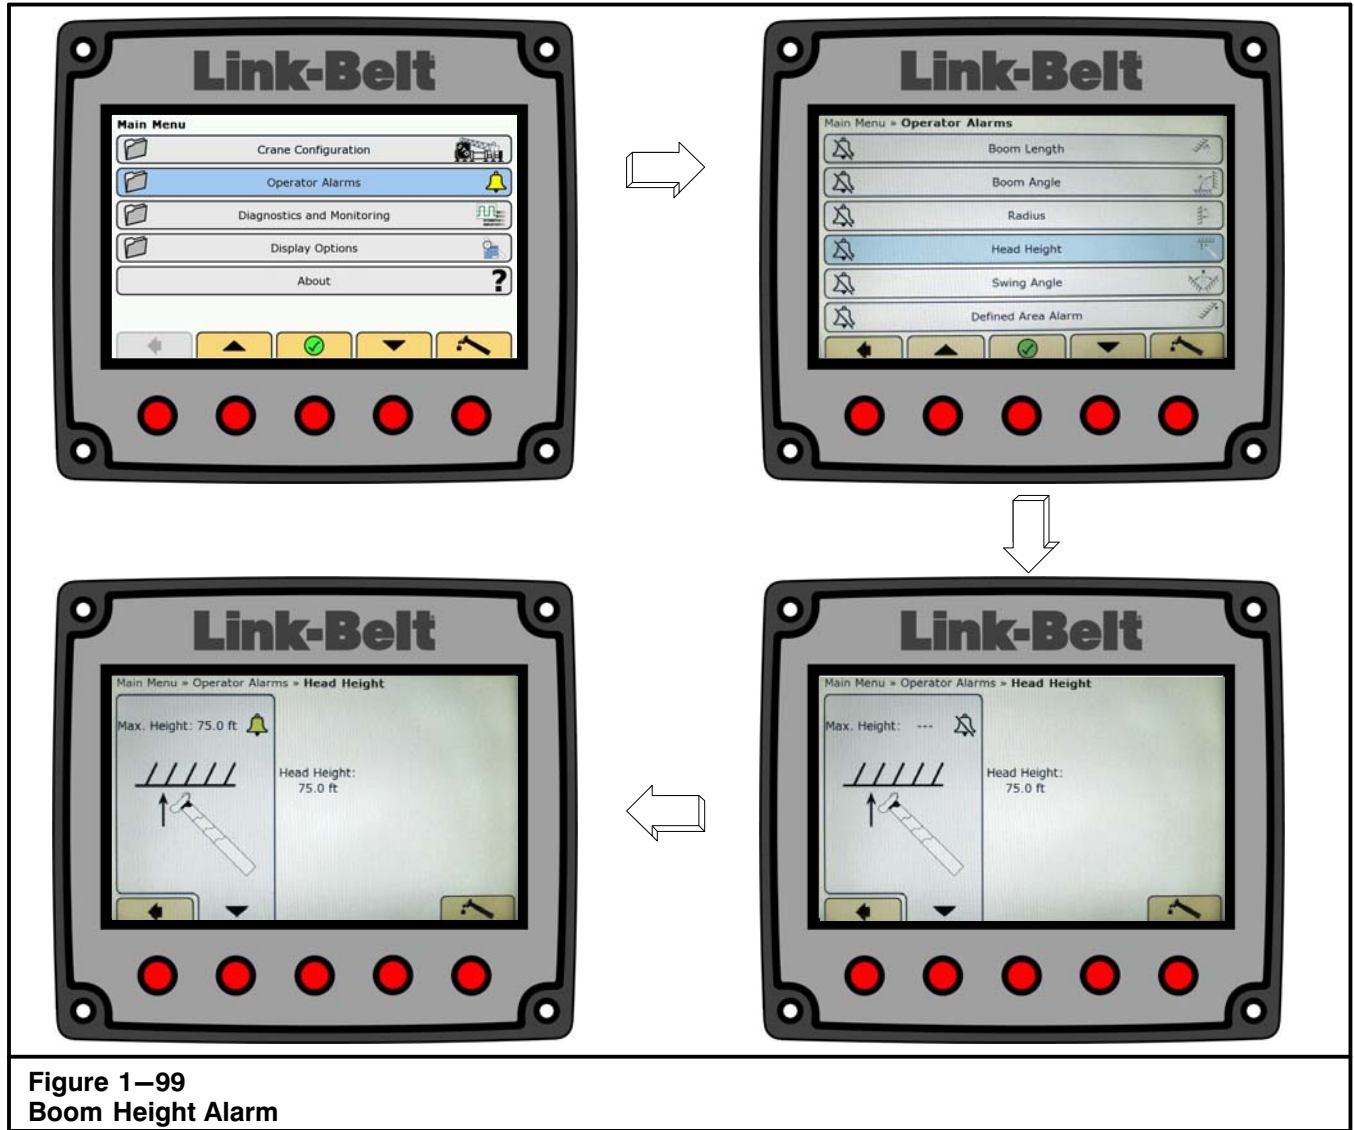 Link-Belt
Main Menu
Crane Configuration
Operator Alarms
Diagnostics and Monitoring
Display Options
About
?
Link-Belt
Main Menu » Operator Alarms
Boom Length
Boom Angle
Radius
Head Height
Swing Angle
Defined Area Alarm
Link-Belt
Main Menu » Operator Alarms » Head Height
Max. Height: ---
Head Height:
75.0 ft
Link-Belt
Main Menu » Operator Alarms » Head Height
Max. Height: 75.0 ft
Head Height:
75.0 ft
Figure 1–99
Boom Height Alarm